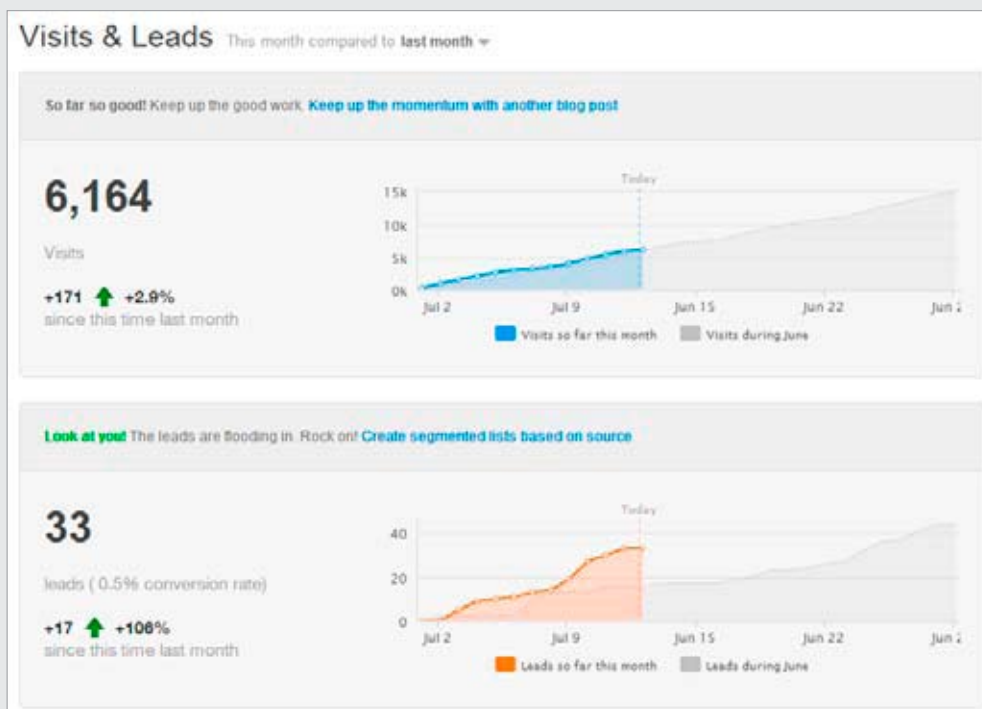 Visits & Leads This month compared to last month
So far so good! Keep up the good work. Keep up the momentum with another blog post
6,164
Visits
+171 +2.9%
since this time last month
Today
15k
10k
5k
0k
Jul 2 Jul 9 Jun 15 Jun 22 Jun 2
Visits so far this month Visits during June
Look at you! The leads are flooding in. Rock on! Create segmented lists based on source
33
leads ( 0.5% conversion rate)
+17 +106%
since this time last month
Today
40
20
0
Jul 2 Jul 9 Jun 15 Jun 22 Jun 2
Leads so far this month Leads during June